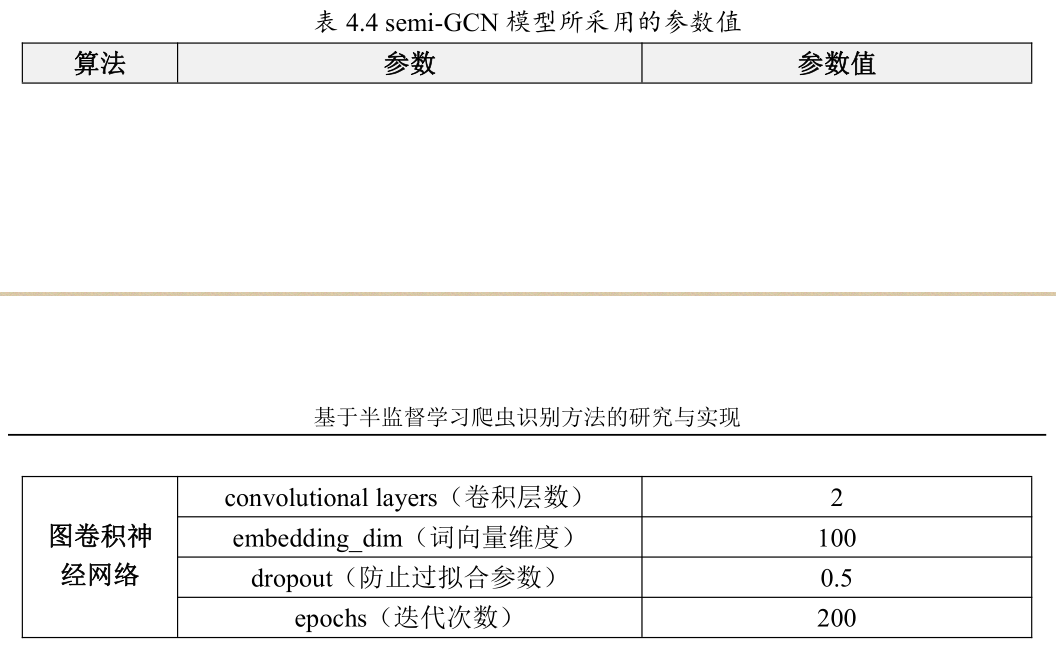 表 4.4 semi-GCN 模型所采用的参数值
算法 参数 参数值
基于半监督学习爬虫识别方法的研究与实现
图卷积神
经网络
convolutional layers（卷积层数） 2
embedding_dim（词向量维度） 100
dropout（防止过拟合参数） 0.5
epochs（迭代次数） 200